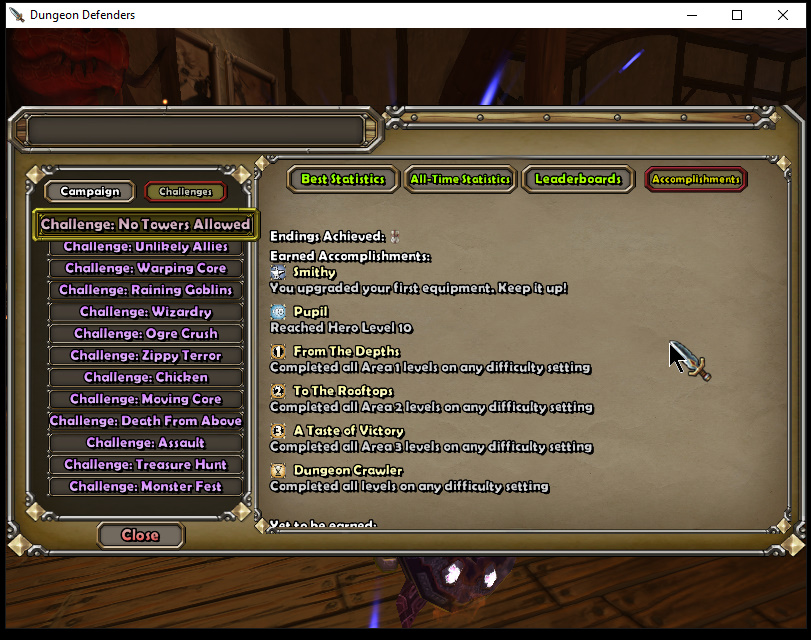 Dungeon Defenders
Campaign
Challenges
Challenge: No Towers Allowed
Challenge: Unlikely Allies
Challenge: Warping Core
Challenge: Raining Goblins
Challenge: Wizardry
Challenge: Ogre Crush
Challenge: Zippy Terror
Challenge: Chicken
Challenge: Moving Core
Challenge: Death From Above
Challenge: Assault
Challenge: Treasure Hunt
Challenge: Monster Fest
Close
Best Statistics
All-Time Statistics
Leaderboards
Accomplishments
Endings Achieved:
Earned Accomplishments:
Smithy
You upgraded your first equipment. Keep it up!
10 Pupil
Reached Hero Level 10
1 From The Depths
Completed all Area 1 levels on any difficulty setting
2 To The Rooftops
Completed all Area 2 levels on any difficulty setting
3 A Taste of Victory
Completed all Area 3 levels on any difficulty setting
Dungeon Crawler
Completed all levels on any difficulty setting
Yet to be earned: